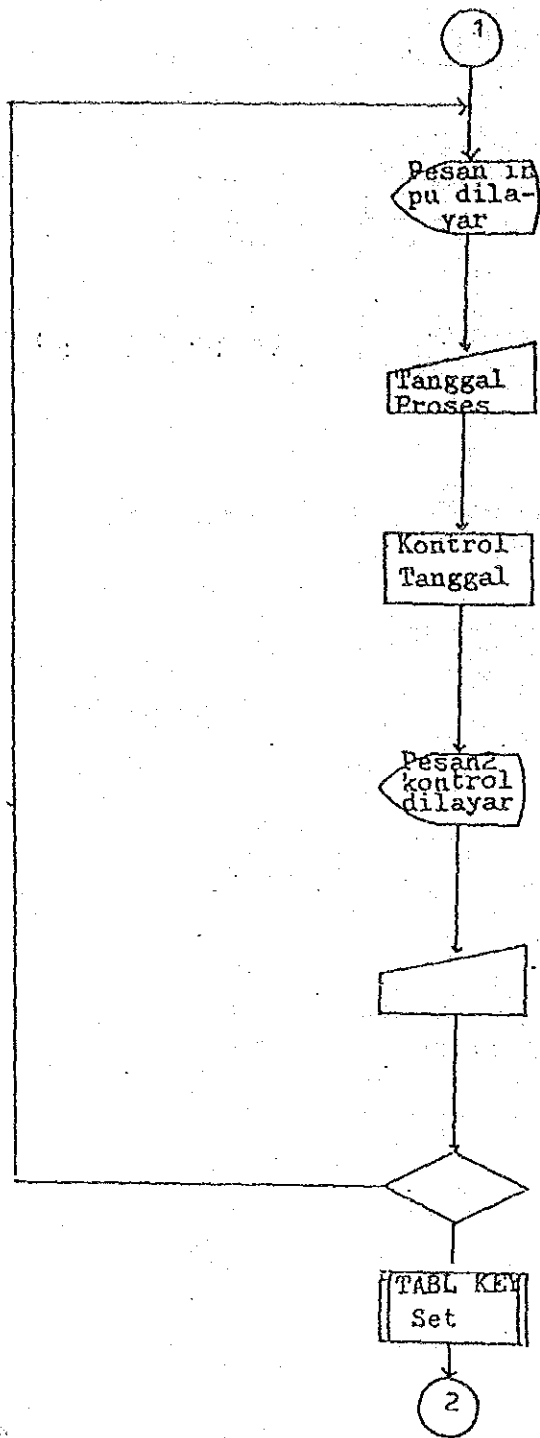 1
Pesan in
pu dila-
yar
Tanggal
Proses
Kontrol
Tanggal
Pesan2
kontrol
dilayar
TABL KEY
Set
2